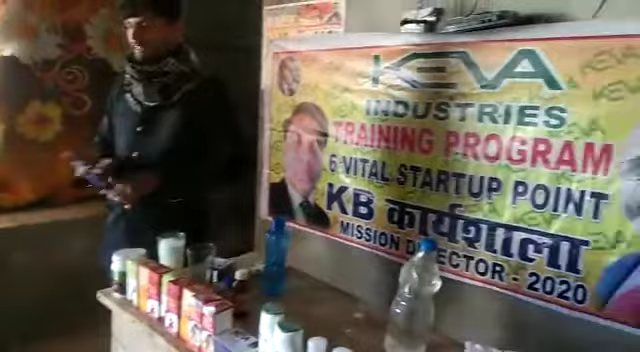 KEVA
INDUSTRIES
TRAINING PROGRAM
6 VITAL STARTUP POINT
KB कार्यशाला
MISSION DIRECTOR - 2020